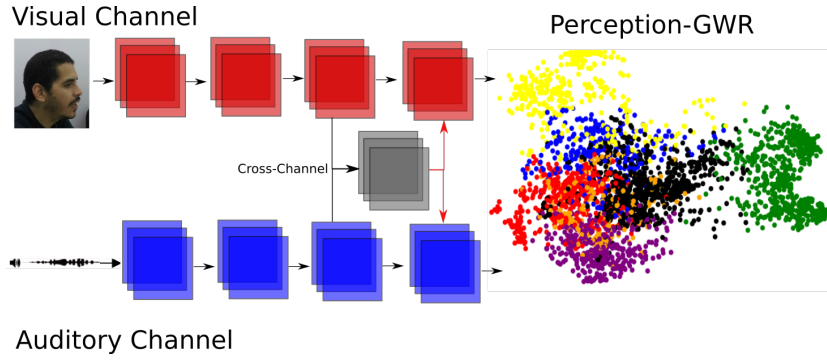 Visual Channel
Perception-GWR
Cross-Channel
Auditory Channel